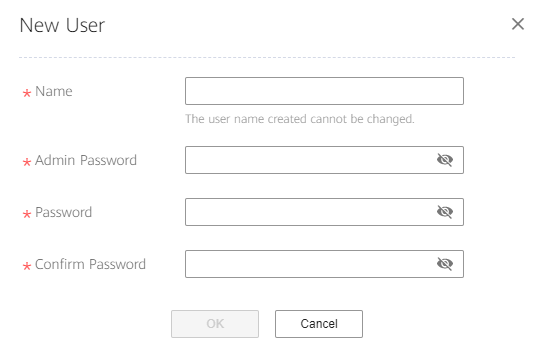 New User
* Name
The user name created cannot be changed.
* Admin Password
* Password
* Confirm Password
OK Cancel